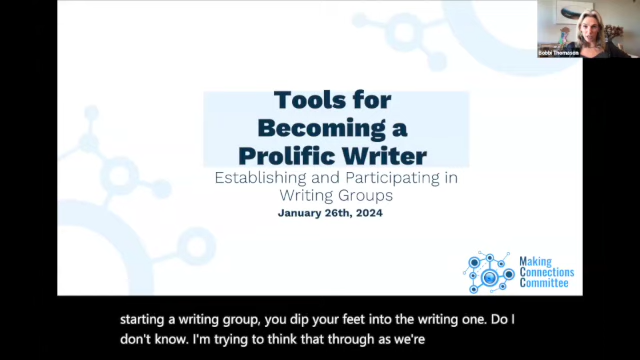 Bobbi Thomason
Tools for
Becoming a
Prolific Writer
Establishing and Participating in
Writing Groups
January 26th, 2024
Making
Connections
Committee
starting a writing group, you dip your feet into the writing one. Do I
don't know. I'm trying to think that through as we're